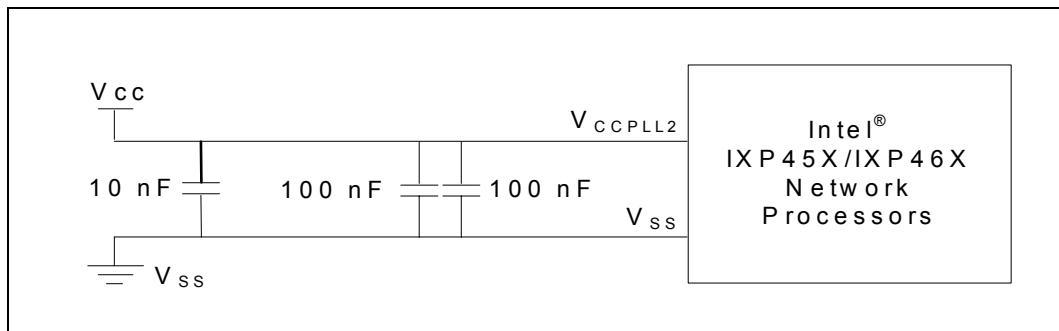 Vcc
VCCPLL2
Intel®
IXP45X/IXP46X
Network
Processors
10 nF
100 nF
100 nF
VSS
VSS